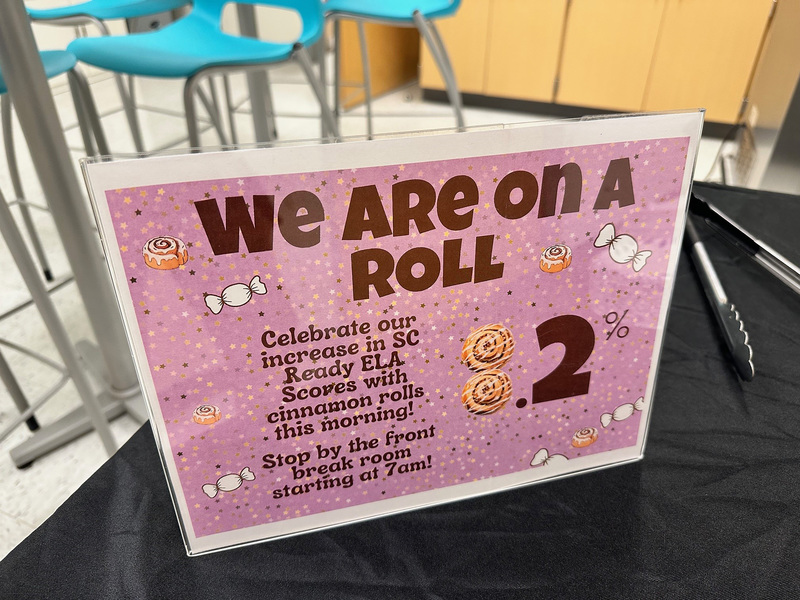 We ARe on A
ROLL
Celebrate our
increase in SC
Ready ELA
Scores with
cinnamon rolls
this morning!
Stop by the front
break room
starting at 7am!
8.2%